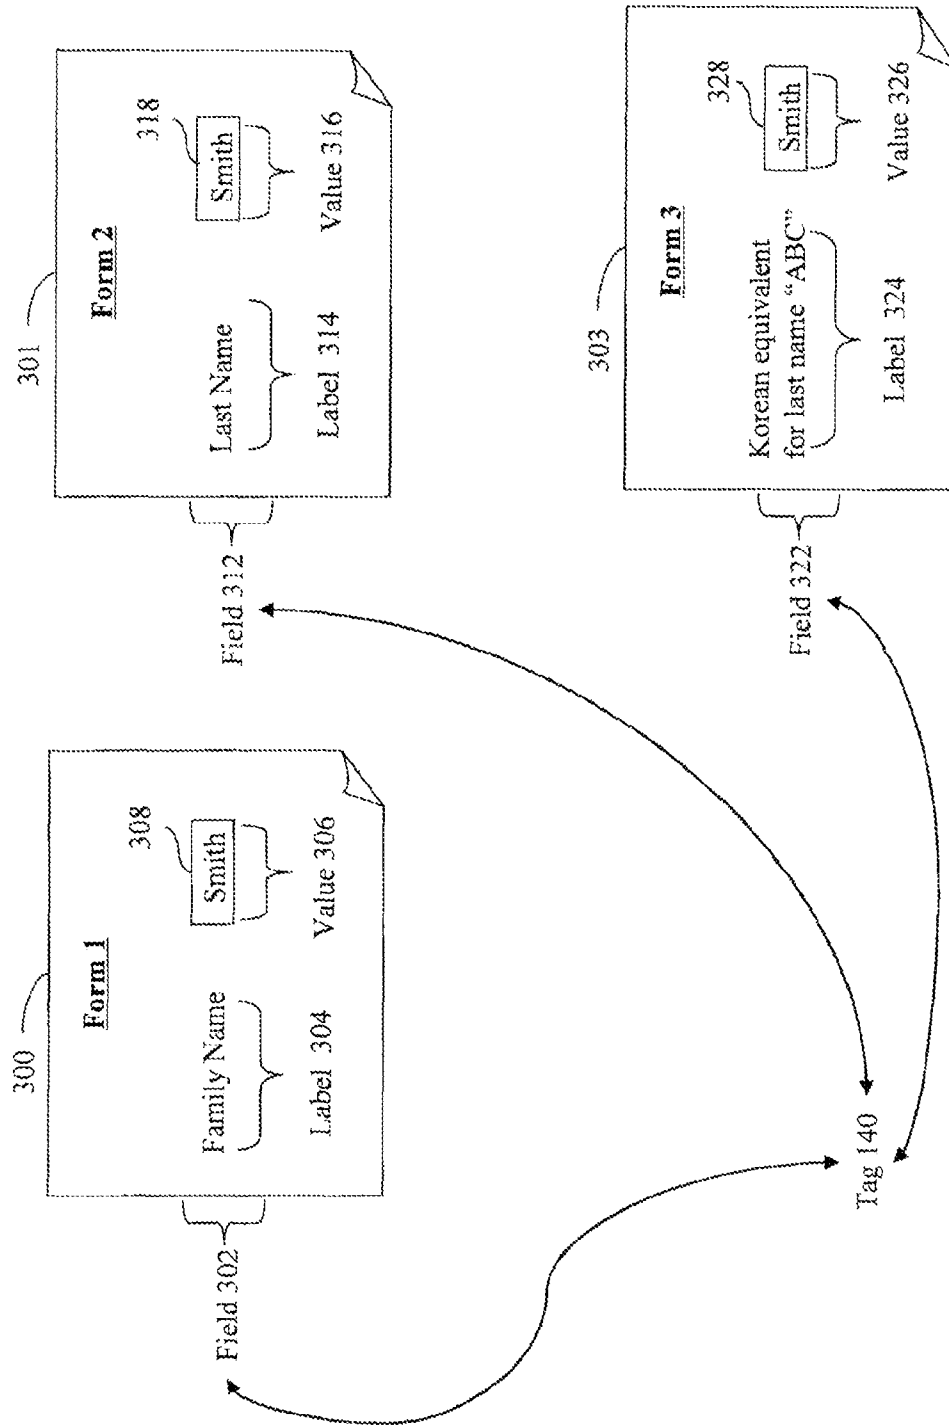 300
Form 1
308
Family Name
Smith
Field 302
Label 304
Value 306
301
Form 2
318
Last Name
Smith
Field 312
Label 314
Value 316
303
Form 3
328
Korean equivalent
for last name “ABC”
Smith
Field 322
Label 324
Value 326
Tag 140